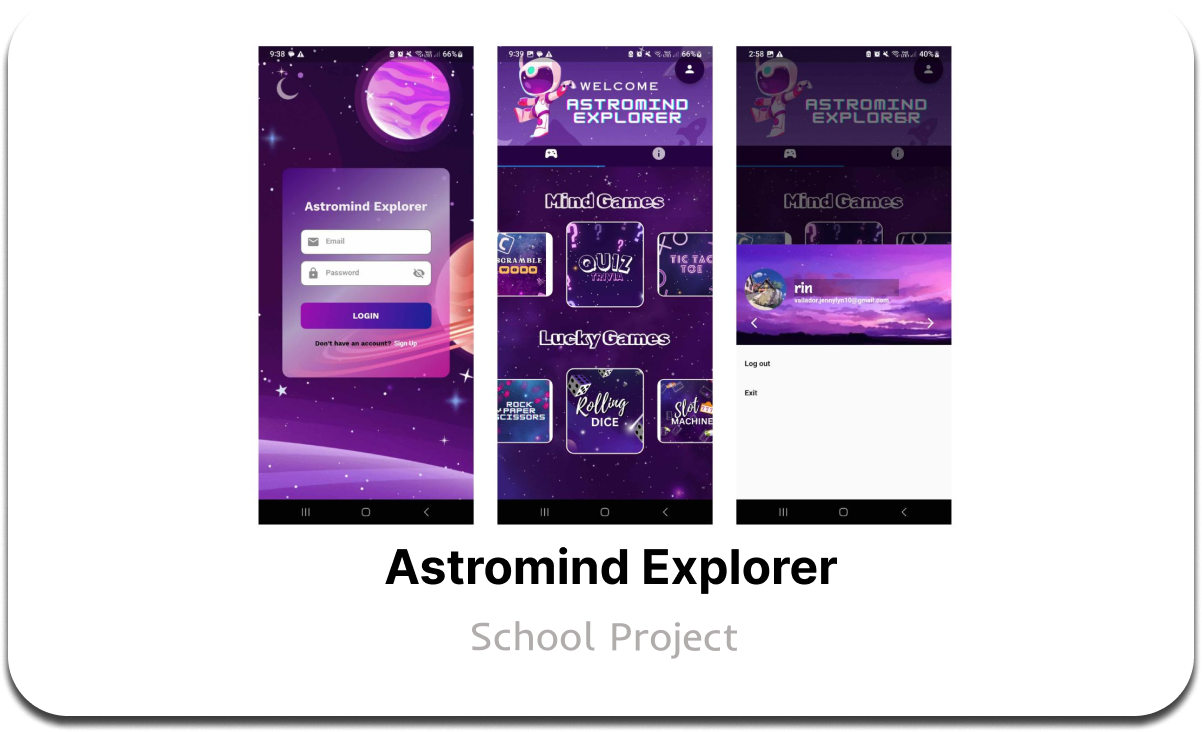 9:38
66%
Astromind Explorer
Email
Password
LOGIN
Don't have an account? Sign Up
9:39
66%
WELCOME
ASTROMIND
EXPLORER
Mind Games
SCRAMBLE
WORD
QUIZ
TRIVIA
TIC TAC
TOE
Lucky Games
ROCK
PAPER
SCISSORS
Rolling
DICE
Slot
MACHINE
2:58
40%
ASTROMIND
EXPLORER
Mind Games
rin
vallador.jennylyn10@gmail.com
Log out
Exit
Astromind Explorer
School Project